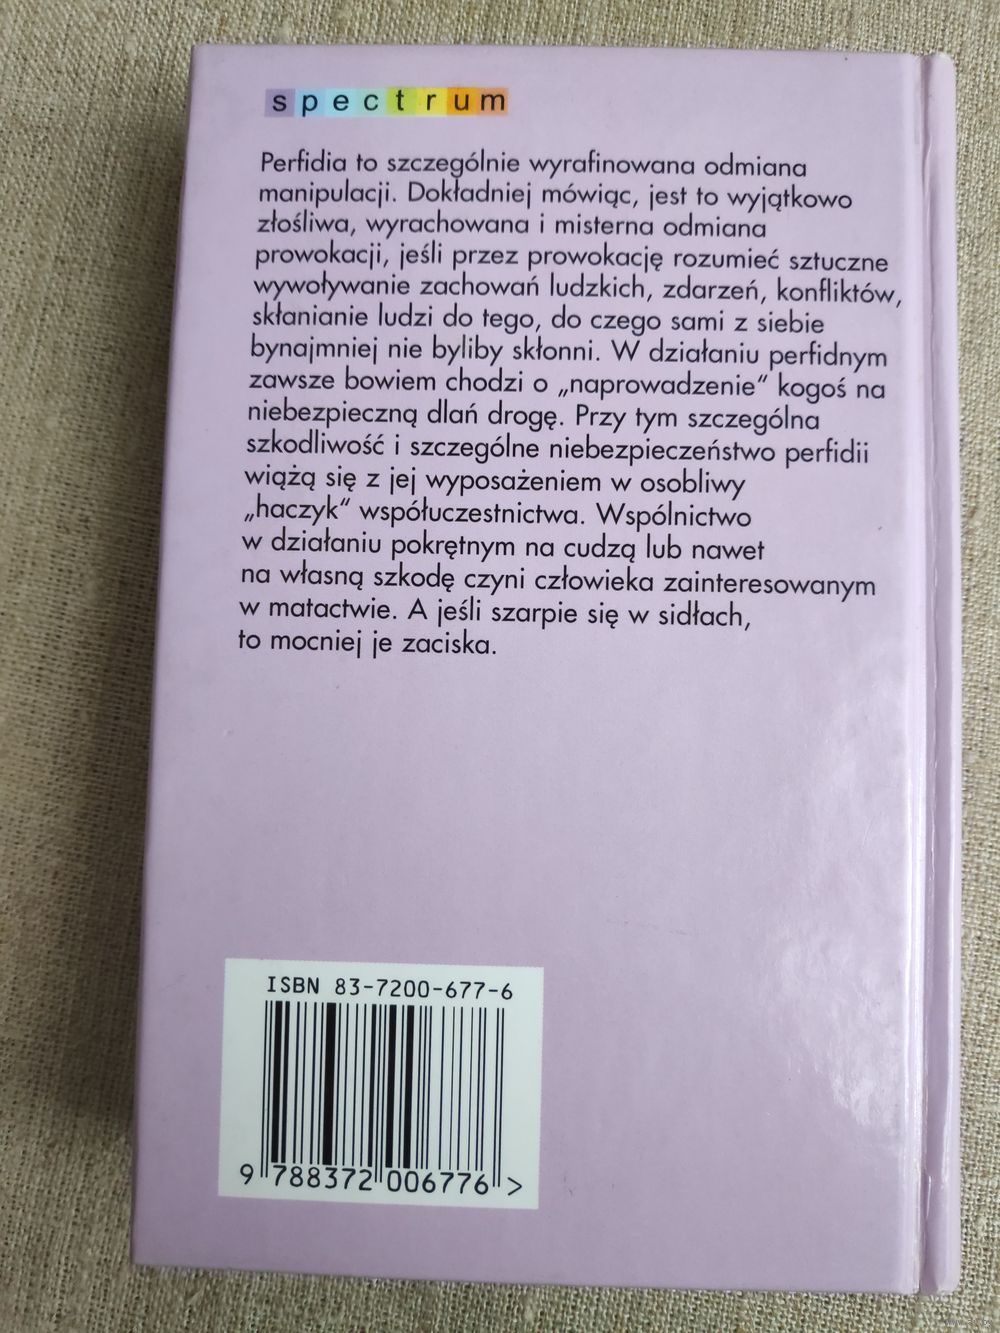 spectrum
Perfidia to szczególnie wyrafinowana odmiana
manipulacji. Dokładniej mówiąc, jest to wyjątkowo
złośliwa, wyrachowana i misterna odmiana
prowokacji, jeśli przez prowokację rozumieć sztuczne
wywoływanie zachowań ludzkich, zdarzeń, konfliktów,
skłanianie ludzi do tego, do czego sami z siebie
bynajmniej nie byliby skłonni. W działaniu perfidnym
zawsze bowiem chodzi o „naprowadzenie“ kogoś na
niebezpieczną dlań drogę. Przy tym szczególna
szkodliwość i szczególne niebezpieczeństwo perfidii
wiążą się z jej wyposażeniem w osobliwy
„haczyk“ współuczestnictwa. Wspólnictwo
w działaniu pokrętnym na cudzą lub nawet
na własną szkodę czyni człowieka zainteresowanym
w matactwie. A jeśli szarpie się w sidłach,
to mocniej je zaciska.
ISBN 83-7200-677-6
9 788372 006776 >